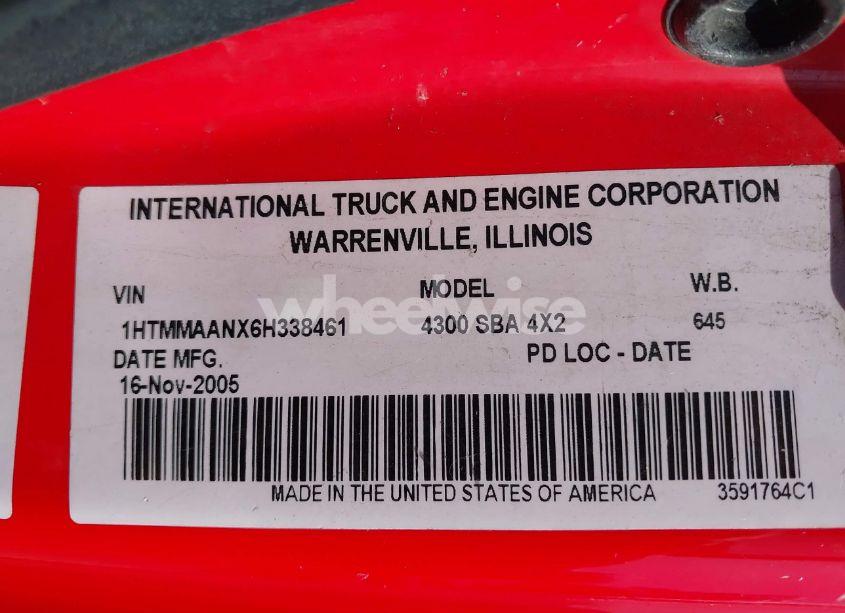 INTERNATIONAL TRUCK AND ENGINE CORPORATION
WARRENVILLE, ILLINOIS
VIN MODEL W.B.
1HTMMAANX6H338461 4300 SBA 4X2 645
wheelwise
DATE MFG. PD LOC - DATE
16-Nov-2005
MADE IN THE UNITED STATES OF AMERICA 3591764C1